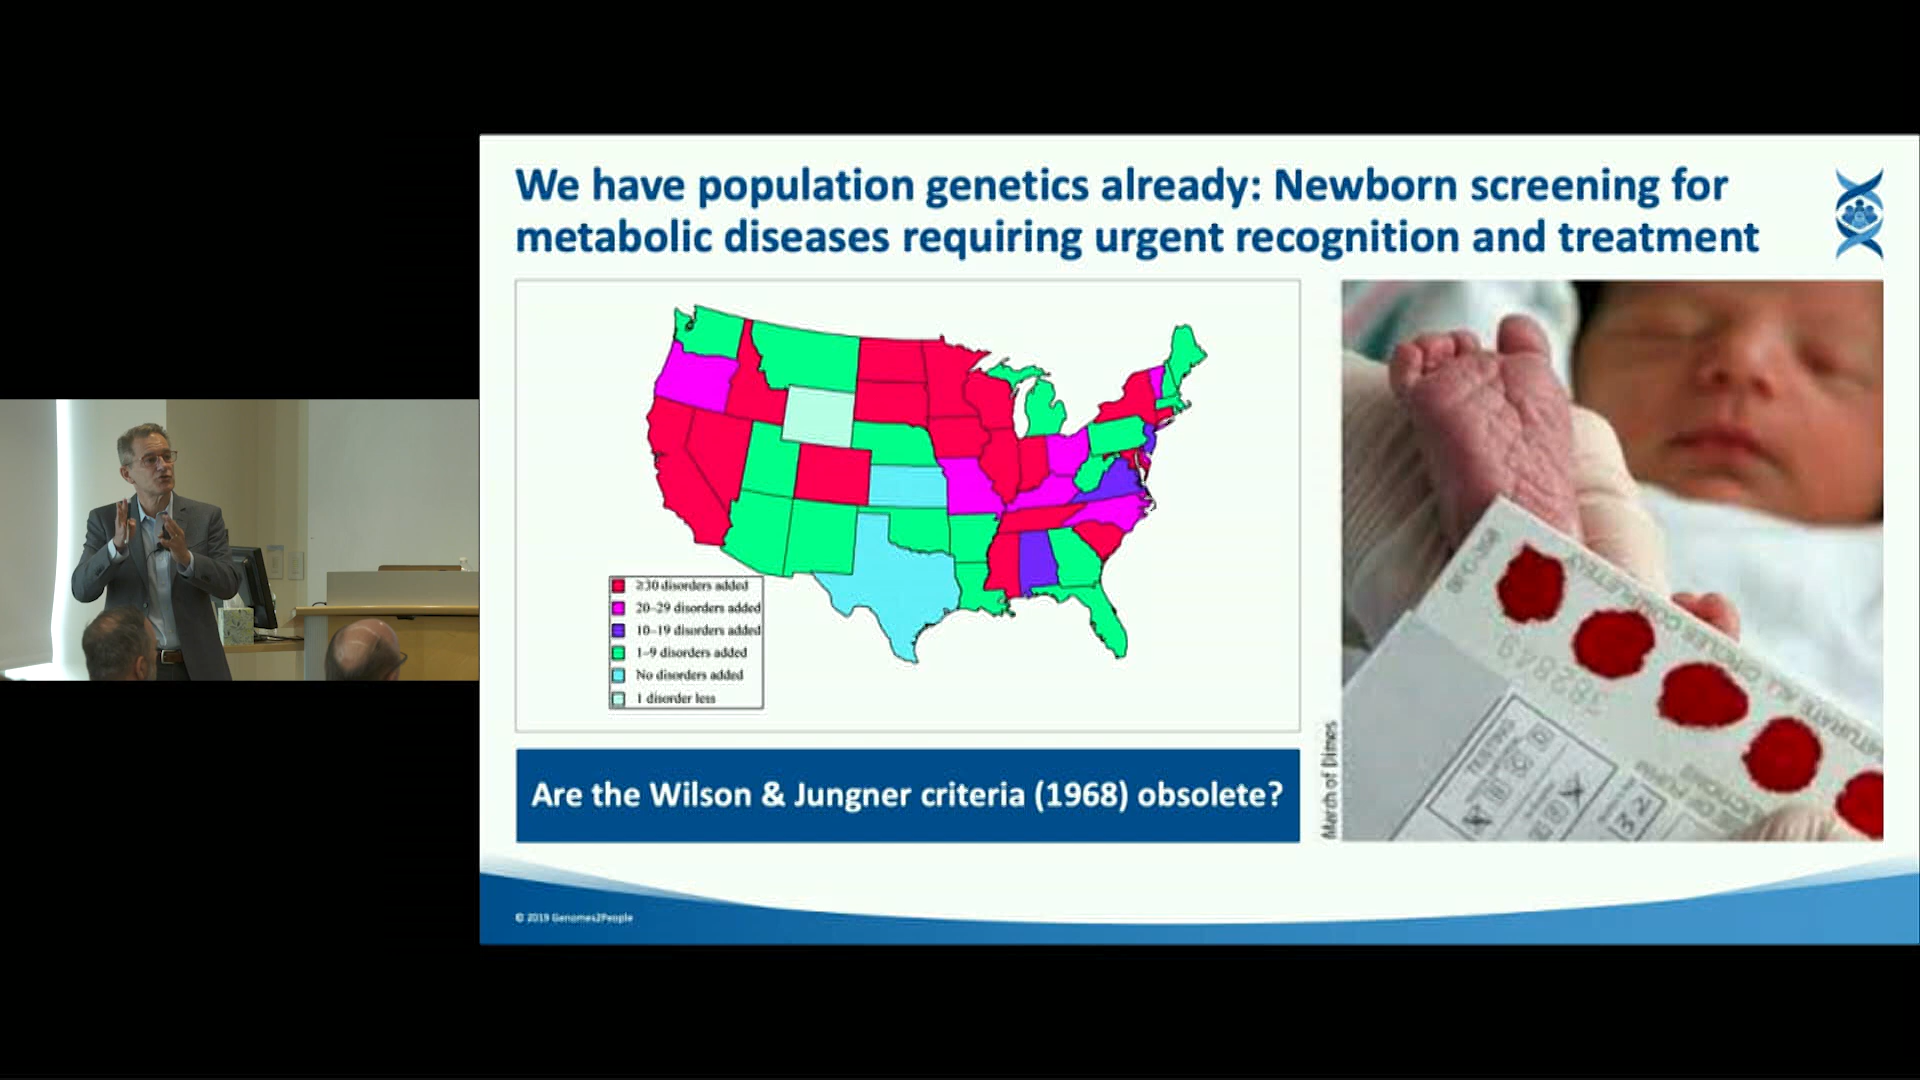 We have population genetics already: Newborn screening for
metabolic diseases requiring urgent recognition and treatment
≥30 disorders added
20–29 disorders added
10–19 disorders added
1–9 disorders added
No disorders added
1 disorder less
Are the Wilson & Jungner criteria (1968) obsolete?
March of Dimes
© 2019 Genomes2People